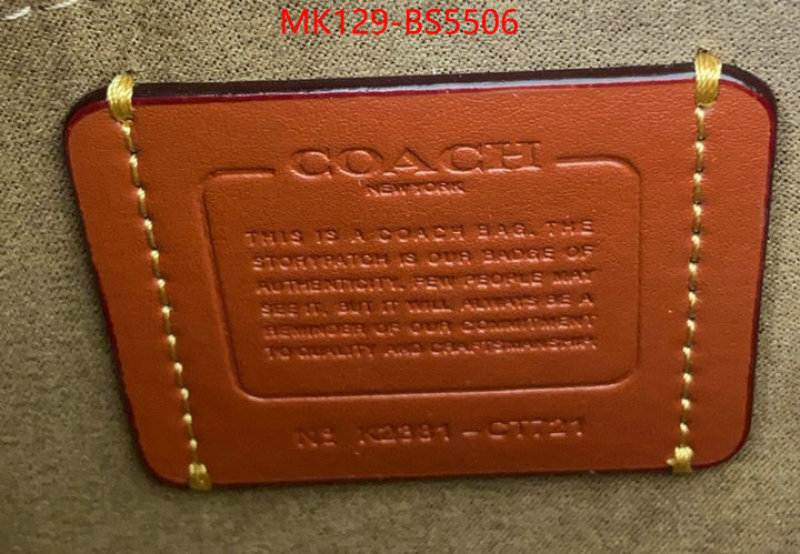 MK129-BS5506
COACH
NEW YORK
THIS IS A COACH BAG. THE
STORYPATCH IS OUR BADGE OF
AUTHENTICITY. FEW PEOPLE MAY
SEE IT, BUT IT WILL ALWAYS BE A
REMINDER OF OUR COMMITMENT
TO QUALITY AND CRAFTSMANSHIP.
Nº K2331-CT721